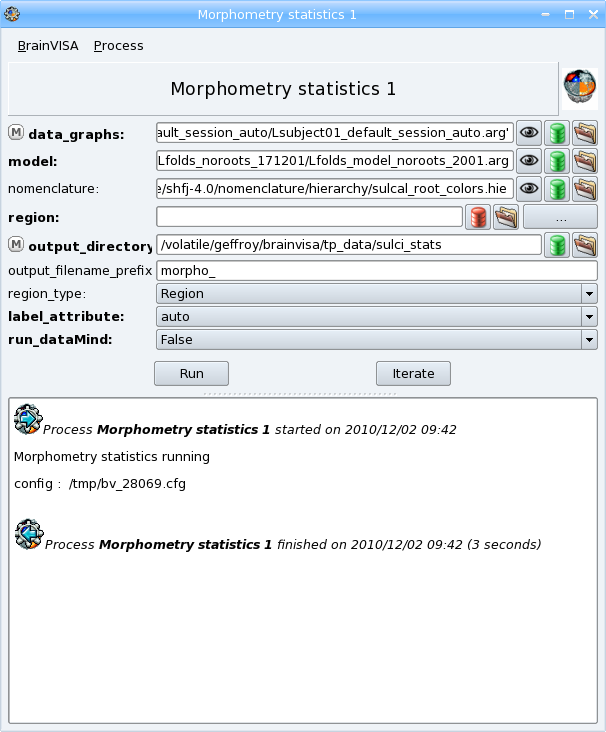 Morphometry statistics 1
BrainVISA Process
Morphometry statistics 1
M data_graphs: ault_session_auto/Lsubject01_default_session_auto.arg'
model: Lfolds_noroots_171201/Lfolds_model_noroots_2001.arg
nomenclature: e/shfj-4.0/nomenclature/hierarchy/sulcal_root_colors.hie
region: ...
M output_directory /volatile/geffroy/brainvisa/tp_data/sulci_stats
output_filename_prefix morpho_
region_type: Region
label_attribute: auto
run_dataMind: False
Run Iterate
Process Morphometry statistics 1 started on 2010/12/02 09:42
Morphometry statistics running
config : /tmp/bv_28069.cfg
Process Morphometry statistics 1 finished on 2010/12/02 09:42 (3 seconds)